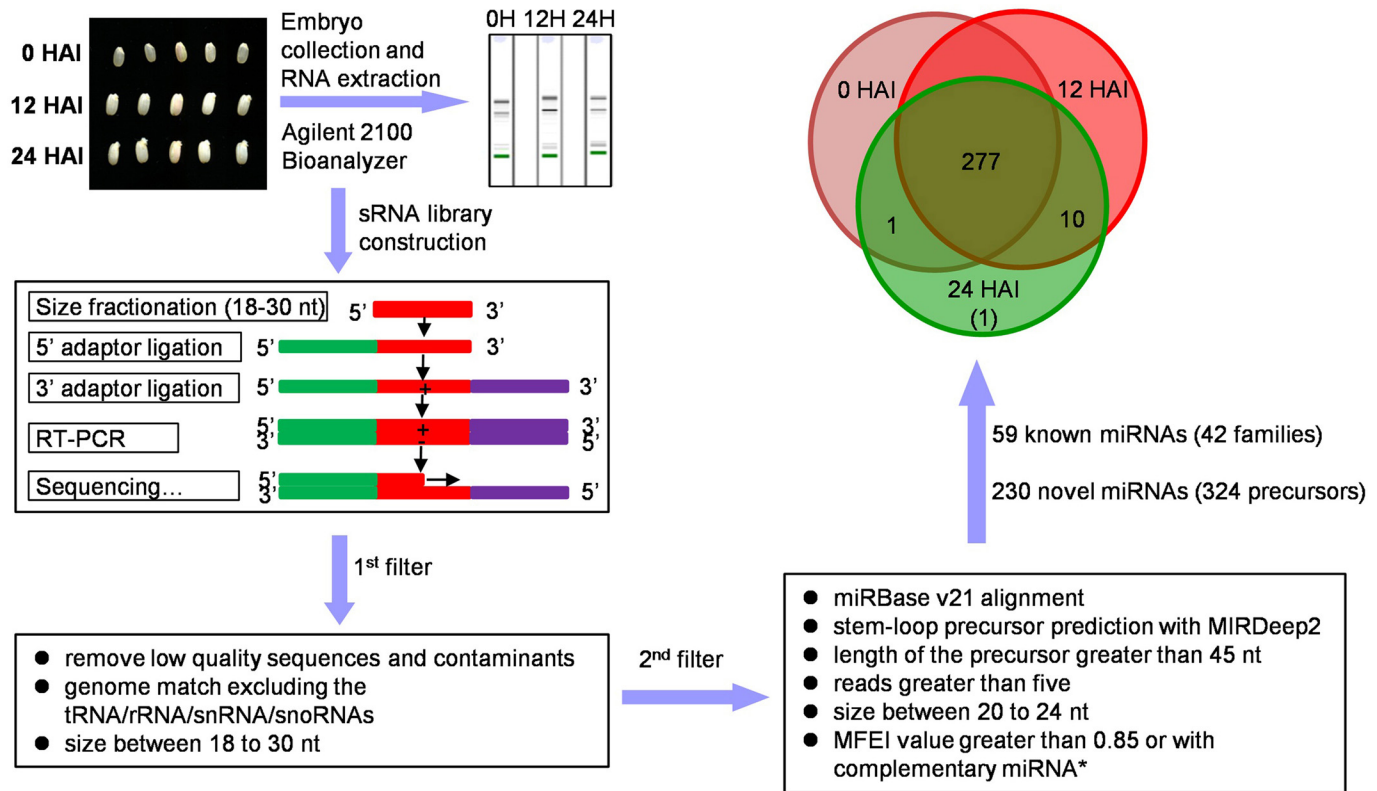 0 HAI
12 HAI
24 HAI
Embryo
collection and
RNA extraction
Agilent 2100
Bioanalyzer
0H 12H 24H
sRNA library
construction
Size fractionation (18-30 nt)
5’ 3’
5’ adaptor ligation
5’ 3’
3’ adaptor ligation
5’ + 3’
RT-PCR
5’ + 3’
3’ - 5’
Sequencing…
5’
3’ 5’
1st filter
remove low quality sequences and contaminants
genome match excluding the
tRNA/rRNA/snRNA/snoRNAs
size between 18 to 30 nt
2nd filter
miRBase v21 alignment
stem-loop precursor prediction with MIRDeep2
length of the precursor greater than 45 nt
reads greater than five
size between 20 to 24 nt
MFEI value greater than 0.85 or with
complementary miRNA*
59 known miRNAs (42 families)
230 novel miRNAs (324 precursors)
0 HAI
12 HAI
277
1
10
24 HAI
(1)